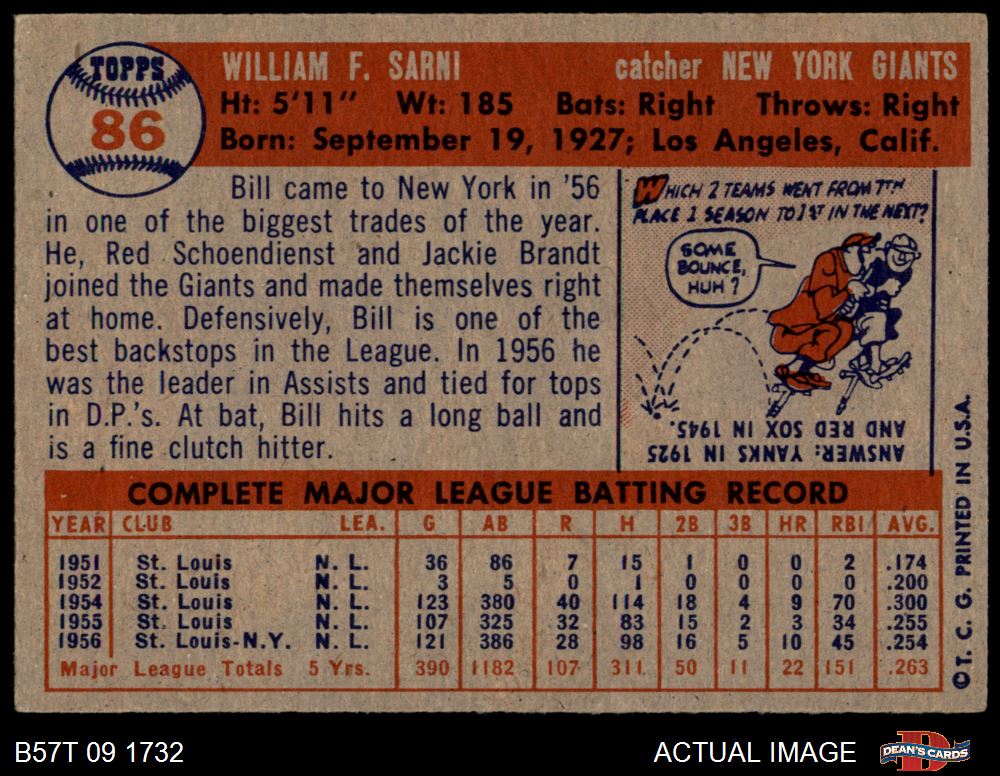 TOPPS
86
WILLIAM F. SARNI catcher NEW YORK GIANTS
Ht: 5'11" Wt: 185 Bats: Right Throws: Right
Born: September 19, 1927; Los Angeles, Calif.
Bill came to New York in '56
in one of the biggest trades of the year.
He, Red Schoendienst and Jackie Brandt
joined the Giants and made themselves right
at home. Defensively, Bill is one of the
best backstops in the League. In 1956 he
was the leader in Assists and tied for tops
in D.P.'s. At bat, Bill hits a long ball and
is a fine clutch hitter.
WHICH 2 TEAMS WENT FROM 7TH
PLACE 1 SEASON TO 1ST IN THE NEXT?
SOME
BOUNCE,
HUH?
ANSWER: YANKS IN 1925
AND RED SOX IN 1945.
COMPLETE MAJOR LEAGUE BATTING RECORD
YEAR CLUB LEA. G AB R H 2B 3B HR RBI AVG.
1951 St. Louis N. L. 36 86 7 15 1 0 0 2 .174
1952 St. Louis N. L. 3 5 0 1 0 0 0 0 .200
1954 St. Louis N. L. 123 380 40 114 18 4 9 70 .300
1955 St. Louis N. L. 107 325 32 83 15 2 3 34 .255
1956 St. Louis-N.Y. N. L. 121 386 28 98 16 5 10 45 .254
Major League Totals 5 Yrs. 390 1182 107 311 50 11 22 151 .263
©T. C. G. PRINTED IN U.S.A.
B57T 09 1732 ACTUAL IMAGE
D
DEAN'S CARDS